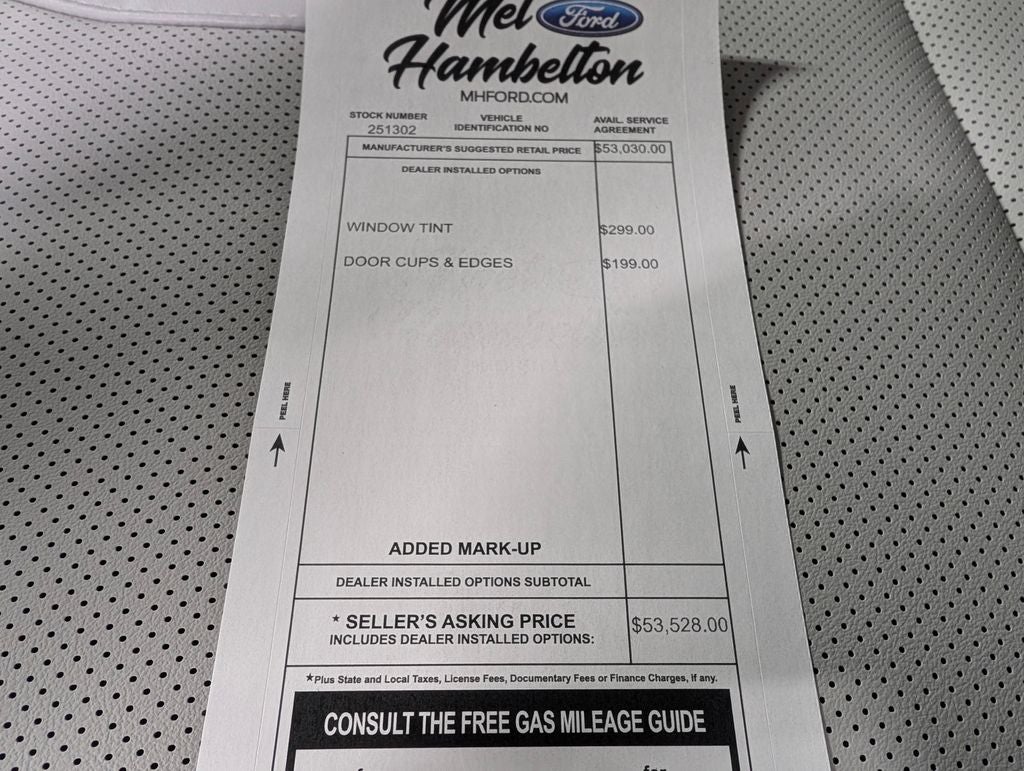 Mel Ford
Hambelton
MHFORD.COM
STOCK NUMBER VEHICLE AVAIL. SERVICE
251302 IDENTIFICATION NO AGREEMENT
MANUFACTURER'S SUGGESTED RETAIL PRICE $53,030.00
DEALER INSTALLED OPTIONS
WINDOW TINT $299.00
DOOR CUPS & EDGES $199.00
PEEL HERE PEEL HERE
ADDED MARK-UP
DEALER INSTALLED OPTIONS SUBTOTAL
* SELLER'S ASKING PRICE $53,528.00
INCLUDES DEALER INSTALLED OPTIONS:
*Plus State and Local Taxes, License Fees, Documentary Fees or Finance Charges, if any.
CONSULT THE FREE GAS MILEAGE GUIDE